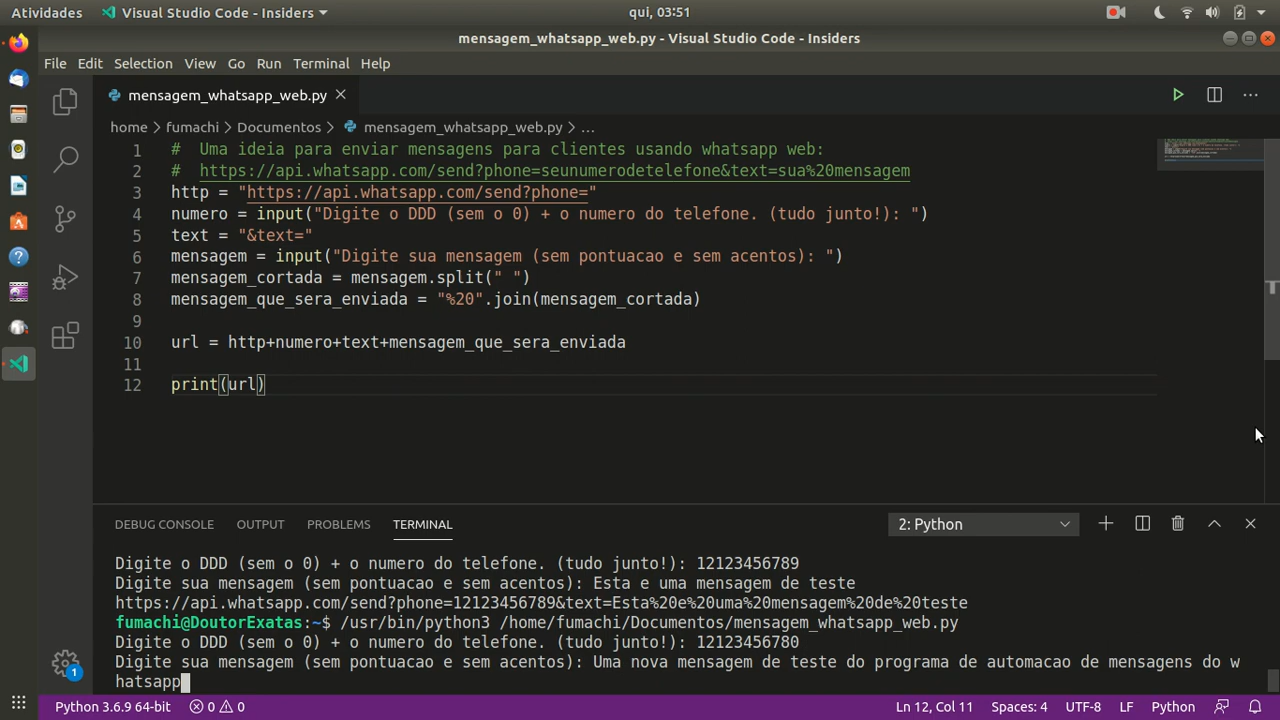 Atividades Visual Studio Code - Insiders qui, 03:51
mensagem_whatsapp_web.py - Visual Studio Code - Insiders
File Edit Selection View Go Run Terminal Help
mensagem_whatsapp_web.py
home > fumachi > Documentos > mensagem_whatsapp_web.py > ...
1 # Uma ideia para enviar mensagens para clientes usando whatsapp web:
2 # https://api.whatsapp.com/send?phone=seunumerodetelefone&text=sua%20mensagem
3 http = "https://api.whatsapp.com/send?phone="
4 numero = input("Digite o DDD (sem o 0) + o numero do telefone. (tudo junto!): ")
5 text = "&text="
6 mensagem = input("Digite sua mensagem (sem pontuacao e sem acentos): ")
7 mensagem_cortada = mensagem.split(" ")
8 mensagem_que_sera_enviada = "%20".join(mensagem_cortada)
9
10 url = http+numero+text+mensagem_que_sera_enviada
11
12 print(url)
DEBUG CONSOLE OUTPUT PROBLEMS TERMINAL 2: Python
Digite o DDD (sem o 0) + o numero do telefone. (tudo junto!): 12123456789
Digite sua mensagem (sem pontuacao e sem acentos): Esta e uma mensagem de teste
https://api.whatsapp.com/send?phone=12123456789&text=Esta%20e%20uma%20mensagem%20de%20teste
fumachi@DoutorExatas:~$ /usr/bin/python3 /home/fumachi/Documentos/mensagem_whatsapp_web.py
Digite o DDD (sem o 0) + o numero do telefone. (tudo junto!): 12123456780
Digite sua mensagem (sem pontuacao e sem acentos): Uma nova mensagem de teste do programa de automacao de mensagens do w
hatsapp
1
Python 3.6.9 64-bit 0 0 Ln 12, Col 11 Spaces: 4 UTF-8 LF Python